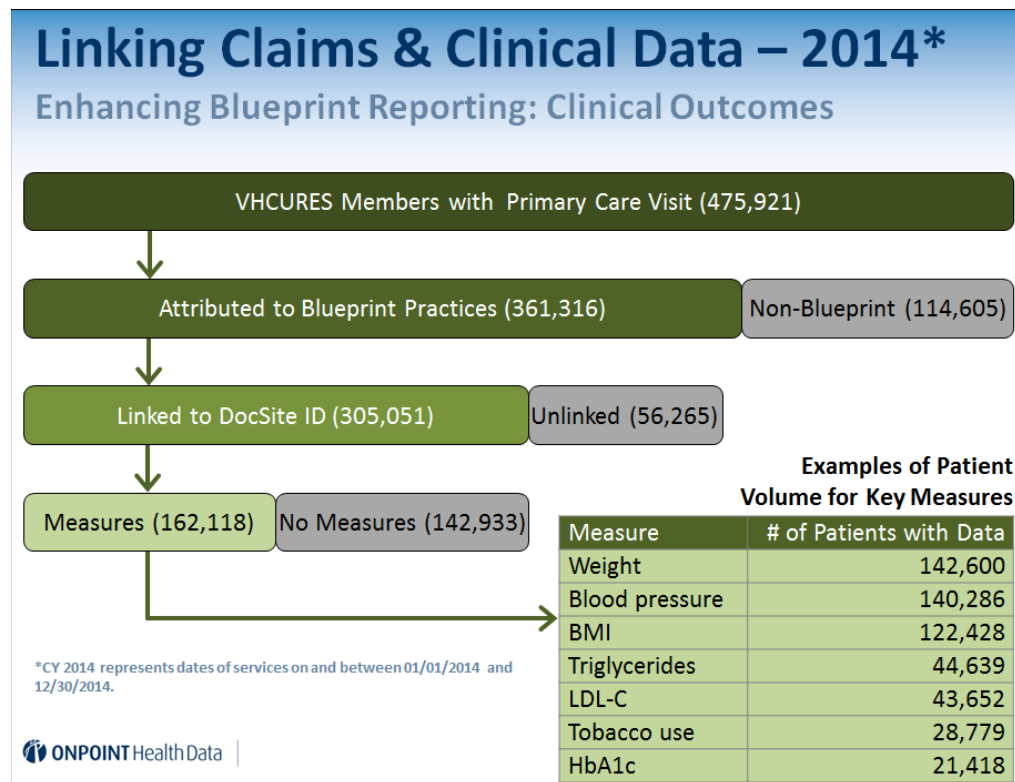 Linking Claims & Clinical Data – 2014*
Enhancing Blueprint Reporting: Clinical Outcomes
VHCURES Members with Primary Care Visit (475,921)
Attributed to Blueprint Practices (361,316)
Non-Blueprint (114,605)
Linked to DocSite ID (305,051)
Unlinked (56,265)
Measures (162,118)
No Measures (142,933)
Examples of Patient
Volume for Key Measures
Measure # of Patients with Data
Weight 142,600
Blood pressure 140,286
BMI 122,428
Triglycerides 44,639
LDL-C 43,652
Tobacco use 28,779
HbA1c 21,418
*CY 2014 represents dates of services on and between 01/01/2014 and
12/30/2014.
ONPOINT Health Data